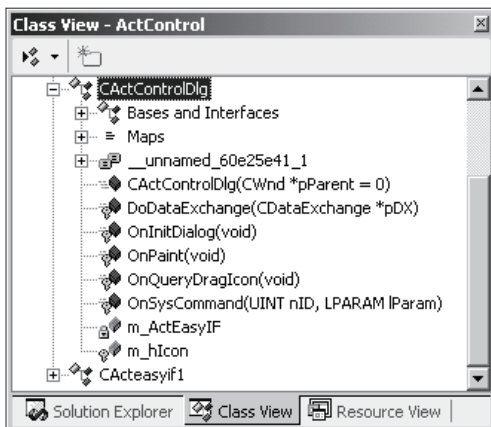 Class View - ActControl
CActControlDlg
Bases and Interfaces
Maps
__unnamed_60e25e41_1
CActControlDlg(CWnd *pParent = 0)
DoDataExchange(CDataExchange *pDX)
OnInitDialog(void)
OnPaint(void)
OnQueryDragIcon(void)
OnSysCommand(UINT nID, LPARAM lParam)
m_ActEasyIF
m_hIcon
CActeasyif1
Solution Explorer Class View Resource View